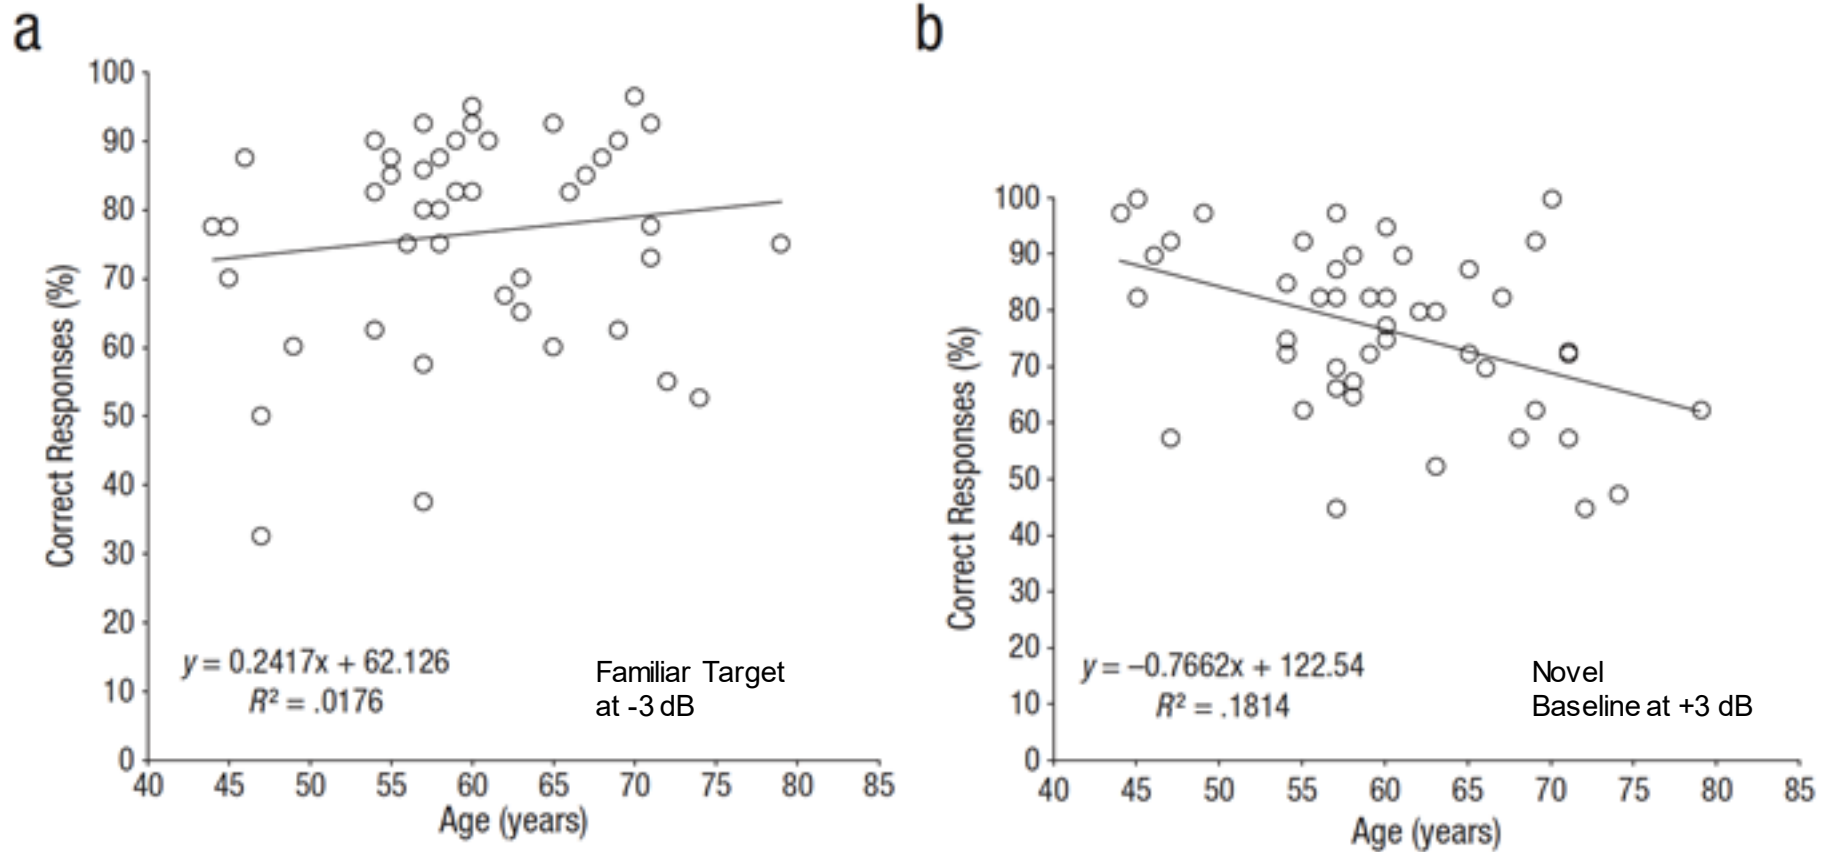 a
100
90
80
70
60
50
40
30
20
10
0
Correct Responses (%)
y = 0.2417x + 62.126
R² = .0176
Familiar Target
at -3 dB
40 45 50 55 60 65 70 75 80 85
Age (years)
b
100
90
80
70
60
50
40
30
20
10
0
Correct Responses (%)
y = –0.7662x + 122.54
R² = .1814
Novel
Baseline at +3 dB
40 45 50 55 60 65 70 75 80 85
Age (years)